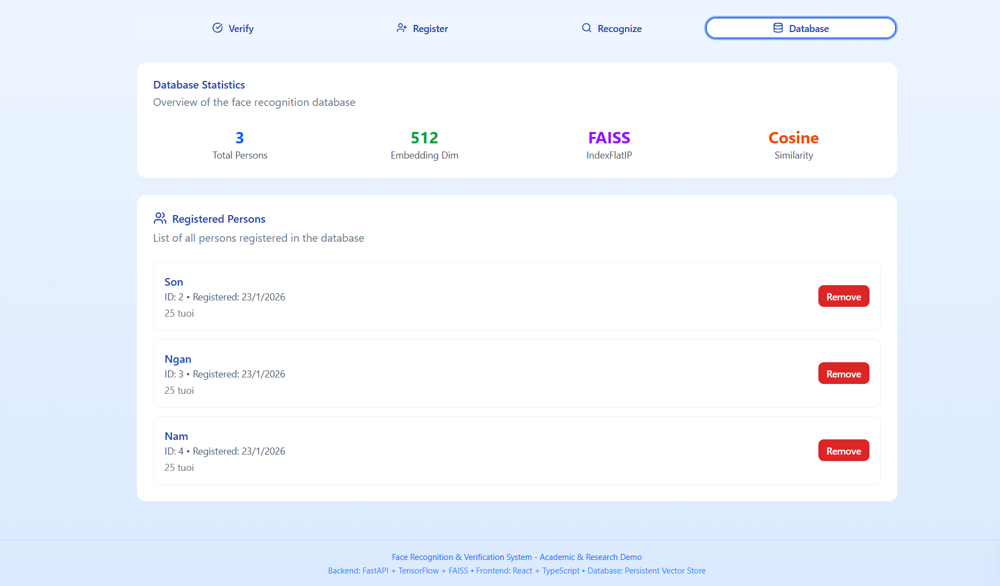 Verify
Register
Recognize
Database
Database Statistics
Overview of the face recognition database
3
Total Persons
512
Embedding Dim
FAISS
IndexFlatIP
Cosine
Similarity
Registered Persons
List of all persons registered in the database
Son
ID: 2 • Registered: 23/1/2026
25 tuoi
Remove
Ngan
ID: 3 • Registered: 23/1/2026
25 tuoi
Remove
Nam
ID: 4 • Registered: 23/1/2026
25 tuoi
Remove
Face Recognition & Verification System - Academic & Research Demo
Backend: FastAPI + TensorFlow + FAISS • Frontend: React + TypeScript • Database: Persistent Vector Store